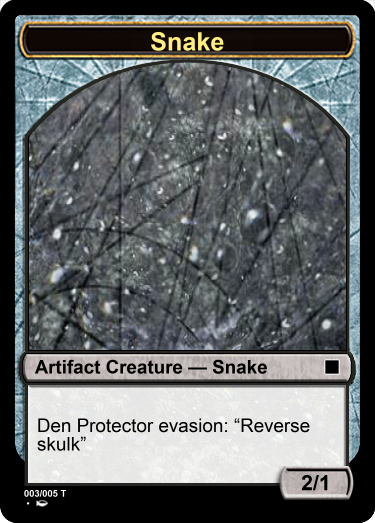 Snake
Artifact Creature — Snake
Den Protector evasion: “Reverse
skulk”
2/1
003/005 T